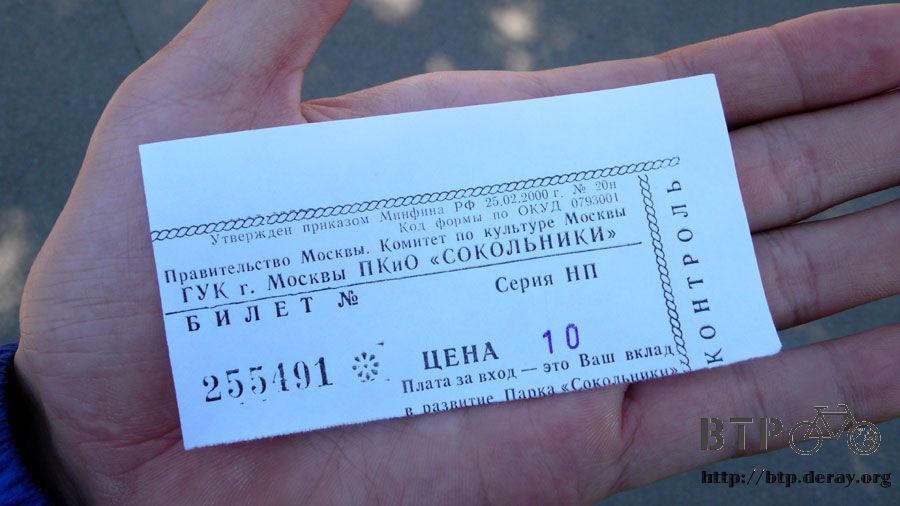 Утвержден приказом Минфина РФ 25.02.2000 г. № 20н
Код формы по ОКУД 0793001
Правительство Москвы. Комитет по культуре Москвы
ГУК г. Москвы ПКиО «СОКОЛЬНИКИ»
БИЛЕТ № Серия НП
255491 ЦЕНА 10
Плата за вход — это Ваш вклад
в развитие Парка «Сокольники»
КОНТРОЛЬ
BTP
http://btp.deray.org